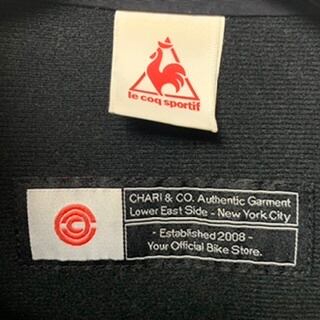 le coq sportif
CHARI & CO. Authentic Garment
Lower East Side - New York City
- Established 2008 -
Your Official Bike Store.